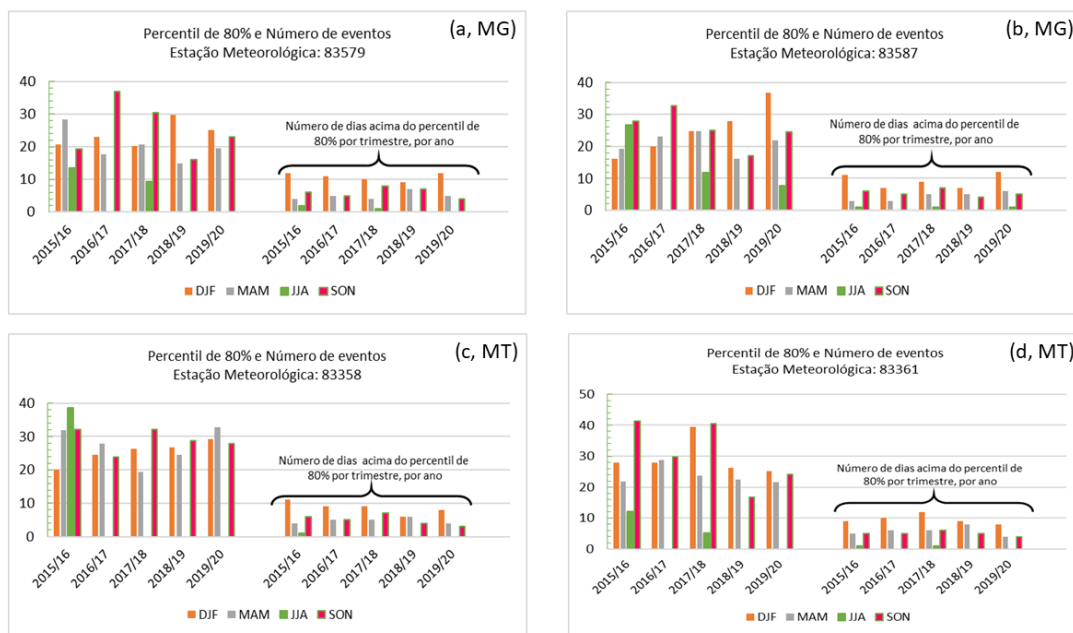 (a, MG)
Percentil de 80% e Número de eventos
Estação Meteorológica: 83579
40
30
20
10
0
Número de dias acima do percentil de
80% por trimestre, por ano
2015/16
2016/17
2017/18
2018/19
2019/20
2015/16
2016/17
2017/18
2018/19
2019/20
DJF MAM JJA SON
(b, MG)
Percentil de 80% e Número de eventos
Estação Meteorológica: 83587
40
30
20
10
0
Número de dias acima do percentil de
80% por trimestre, por ano
2015/16
2016/17
2017/18
2018/19
2019/20
2015/16
2016/17
2017/18
2018/19
2019/20
DJF MAM JJA SON
(c, MT)
Percentil de 80% e Número de eventos
Estação Meteorológica: 83358
40
30
20
10
0
Número de dias acima do percentil de
80% por trimestre, por ano
2015/16
2016/17
2017/18
2018/19
2019/20
2015/16
2016/17
2017/18
2018/19
2019/20
DJF MAM JJA SON
(d, MT)
Percentil de 80% e Número de eventos
Estação Meteorológica: 83361
50
40
30
20
10
0
Número de dias acima do percentil de
80% por trimestre, por ano
2015/16
2016/17
2017/18
2018/19
2019/20
2015/16
2016/17
2017/18
2018/19
2019/20
DJF MAM JJA SON